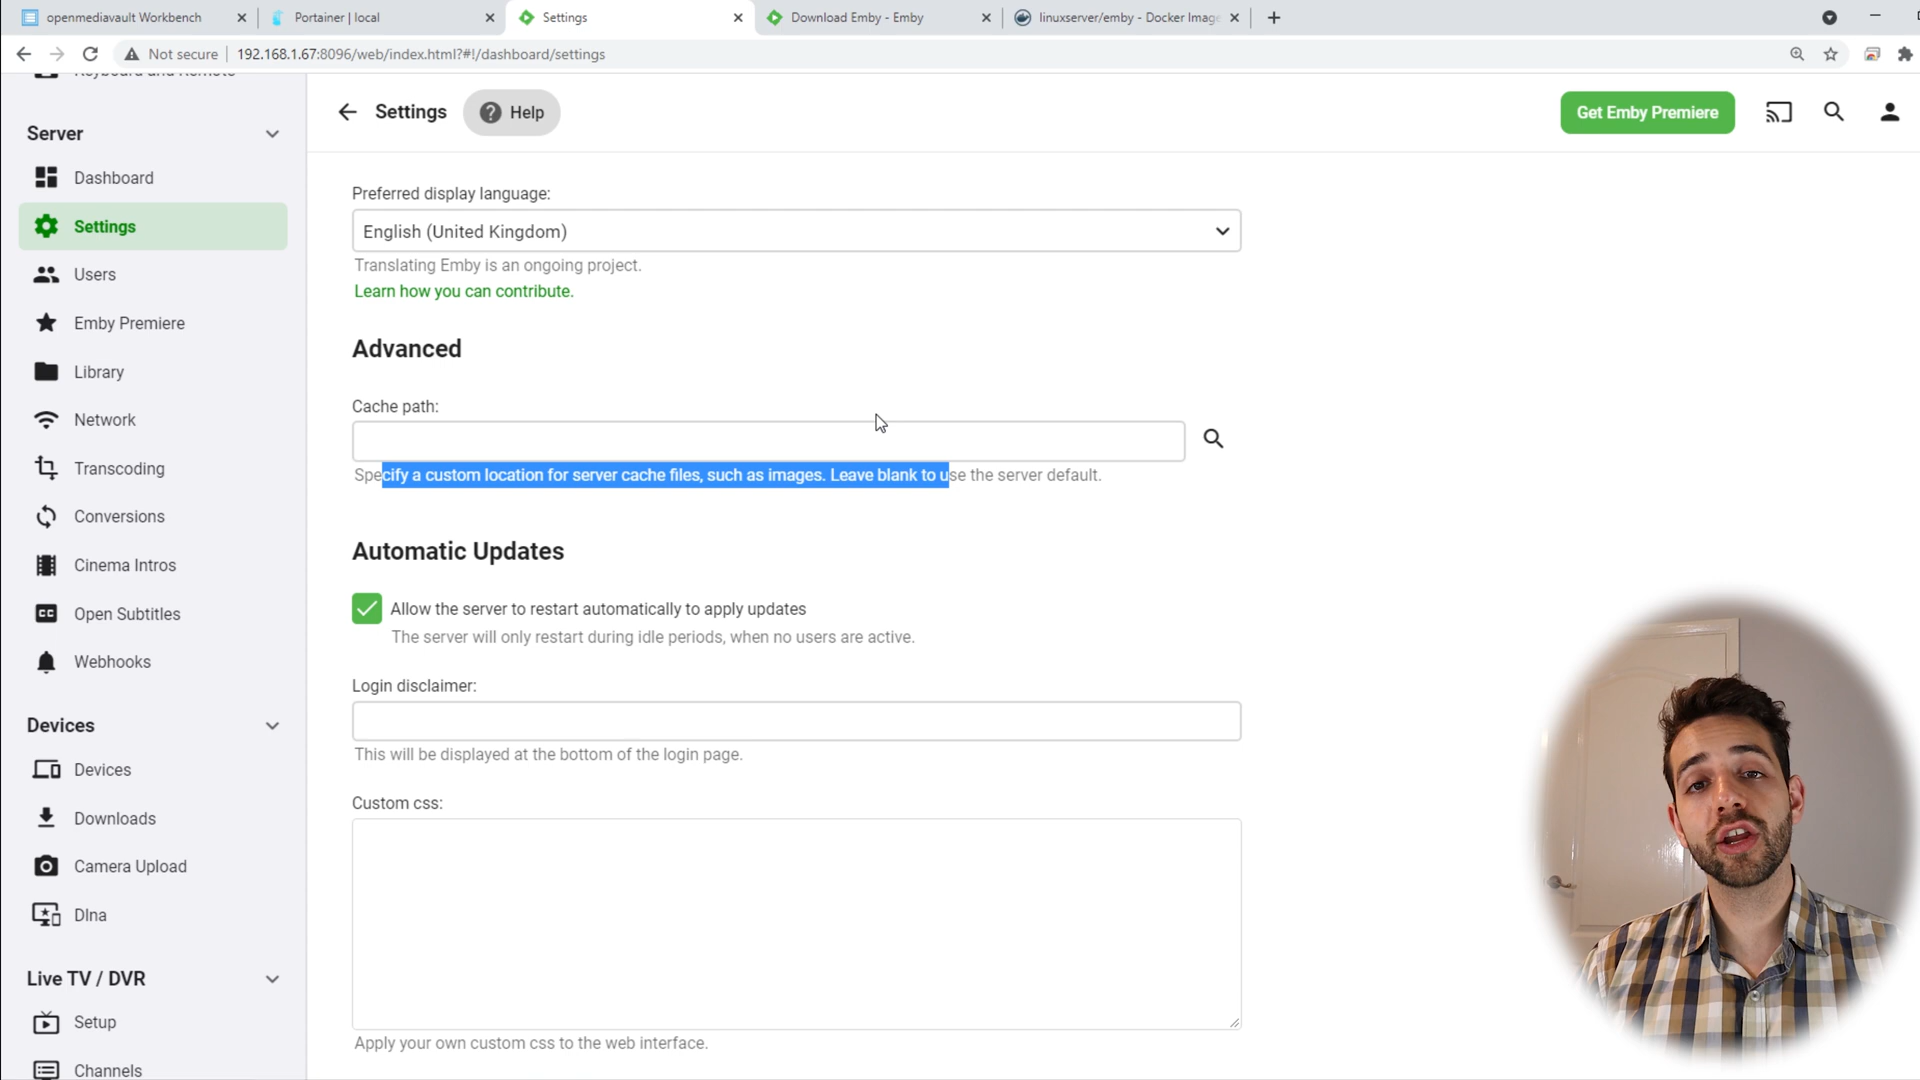 openmediavault Workbench
Portainer | local
Settings
Download Emby - Emby
linuxserver/emby - Docker Imag
Not secure
192.168.1.67:8096/web/index.html?#!/dashboard/settings
Keyboard and Remote
Settings
Help
Get Emby Premiere
Server
Dashboard
Settings
Users
Emby Premiere
Library
Network
Transcoding
Conversions
Cinema Intros
CC
Open Subtitles
Webhooks
Devices
Devices
Downloads
Camera Upload
Dlna
Live TV / DVR
Setup
Channels
Preferred display language:
English (United Kingdom)
Translating Emby is an ongoing project.
Learn how you can contribute.
Advanced
Cache path:
Specify a custom location for server cache files, such as images. Leave blank to use the server default.
Automatic Updates
Allow the server to restart automatically to apply updates
The server will only restart during idle periods, when no users are active.
Login disclaimer:
This will be displayed at the bottom of the login page.
Custom css:
Apply your own custom css to the web interface.